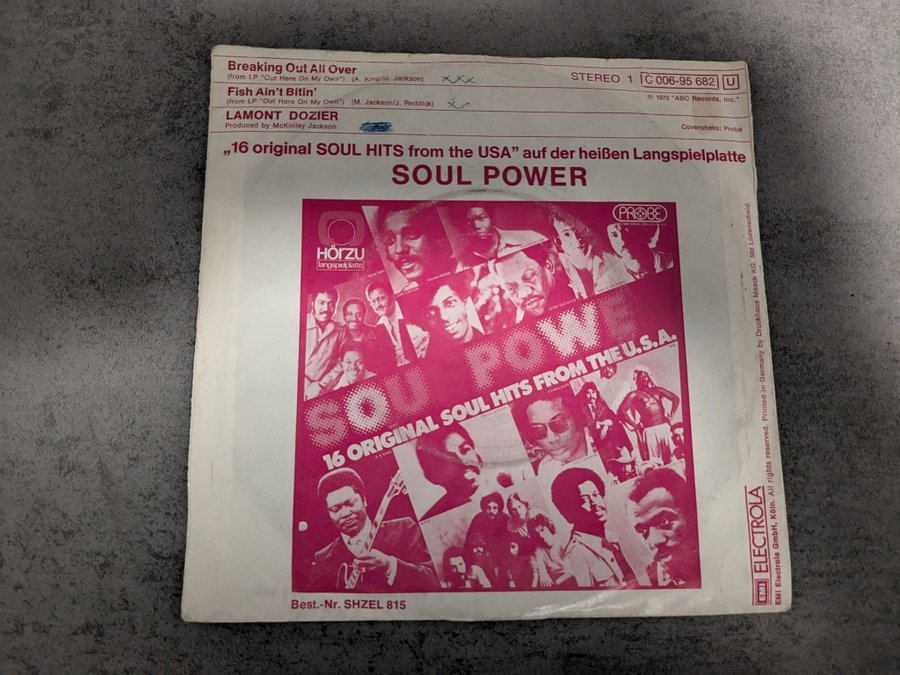 Breaking Out All Over
(from LP "Out Here On My Own") (A. King/M. Jackson)
STEREO 1 C 006-95 682 U
Fish Ain't Bitin'
(from LP "Out Here On My Own") (M. Jackson/J. Reddick)
℗ 1973 "ABC Records, Inc."
LAMONT DOZIER
Produced by McKinley Jackson
Coverphoto: Probe
„16 original SOUL HITS from the USA” auf der heißen Langspielplatte
SOUL POWER
PROBE
HÖRZU
langspielplatte
SOUL POWE
16 ORIGINAL SOUL HITS FROM THE U.S.A.
Best.-Nr. SHZEL 815
EMI ELECTROLA
EMI Electrola GmbH, Köln. All rights reserved. Printed in Germany by Druckhaus Maack KG, 588 Lüdenscheid.